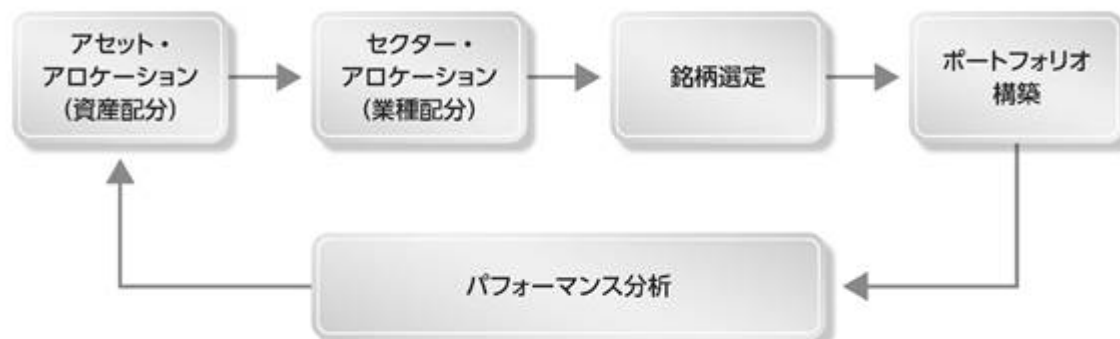 アセット・
アロケーション
(資産配分)
セクター・
アロケーション
(業種配分)
銘柄選定
ポートフォリオ
構築
パフォーマンス分析